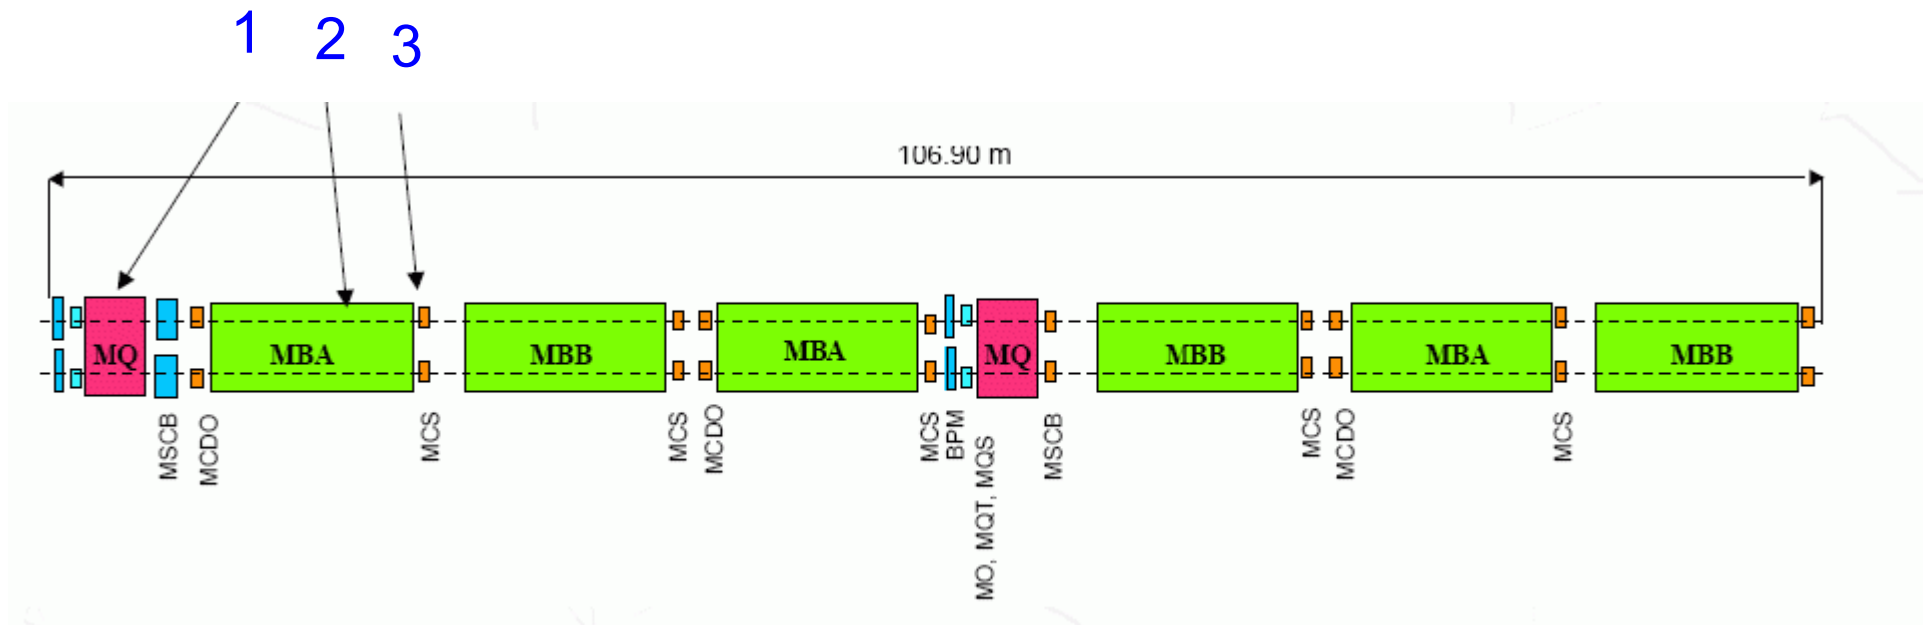 1 2 3
106.90 m
MQ MBA MBB MBA MQ MBB MBA MBB
MSCB MCDO MCS MCS MCDO MCS BPM MO, MQT, MQS MSCB MCS MCDO MCS